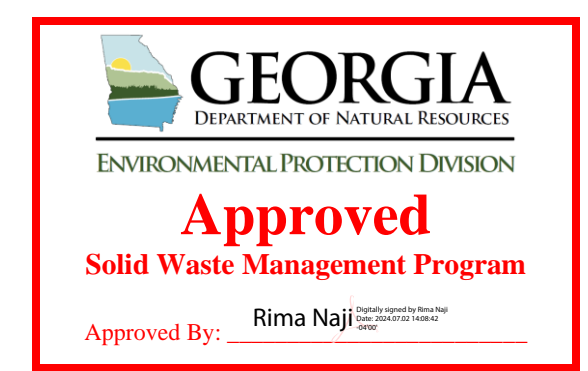 GEORGIA
DEPARTMENT OF NATURAL RESOURCES
ENVIRONMENTAL PROTECTION DIVISION
Approved
Solid Waste Management Program
Approved By: Rima Naji
Digitally signed by Rima Naji
Date: 2024.07.02 14:08:42
-04'00'